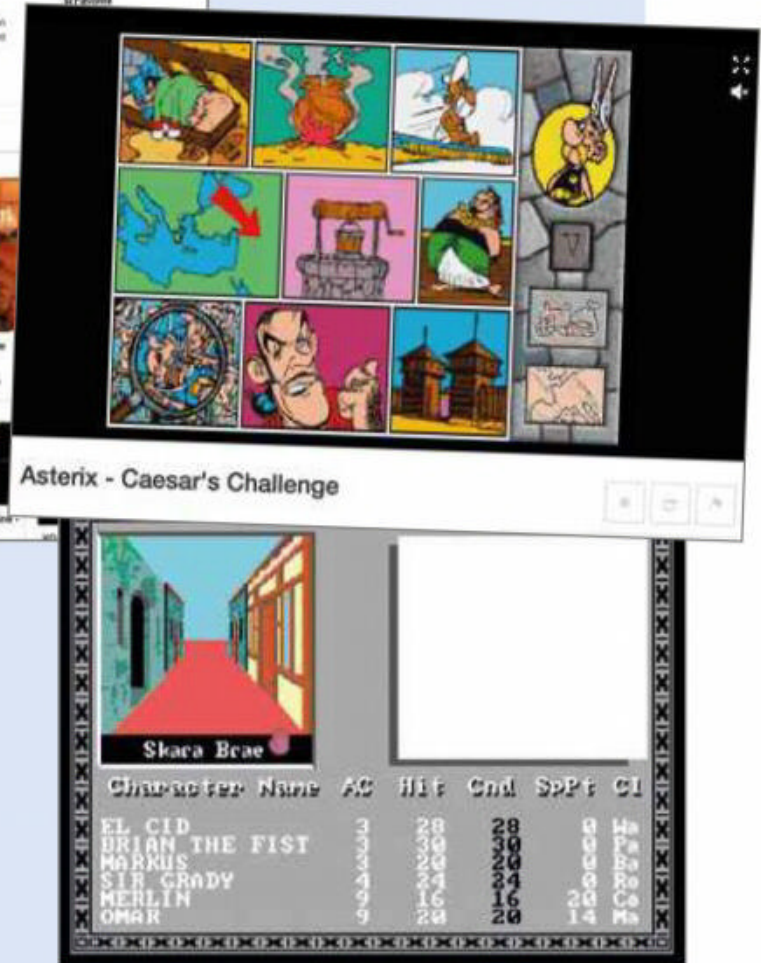 Asterix - Caesar's Challenge
Skara Brae
Character Name AC Hit Cnd SpPt Cl
EL CID 3 28 28 0 Wa
BRIAN THE FIST 3 30 30 0 Pa
MARKUS 3 20 20 0 Ba
SIR GRADY 4 24 24 0 Ro
MERLIN 9 16 16 20 Co
OMAR 9 20 20 14 Ma